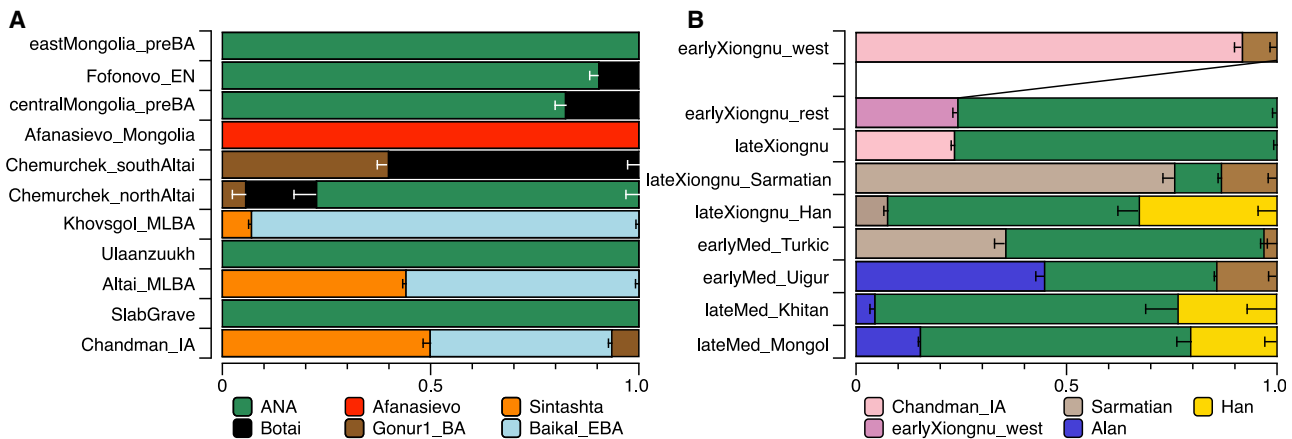 A
eastMongolia_preBA
Fofonovo_EN
centralMongolia_preBA
Afanasievo_Mongolia
Chemurchek_southAltai
Chemurchek_northAltai
Khovsgol_MLBA
Ulaanzuukh
Altai_MLBA
SlabGrave
Chandman_IA
0 0.5 1.0
ANA Afanasievo Sintashta
Botai Gonur1_BA Baikal_EBA
B
earlyXiongnu_west
earlyXiongnu_rest
lateXiongnu
lateXiongnu_Sarmatian
lateXiongnu_Han
earlyMed_Turkic
earlyMed_Uigur
lateMed_Khitan
lateMed_Mongol
0 0.5 1.0
Chandman_IA Sarmatian Han
earlyXiongnu_west Alan